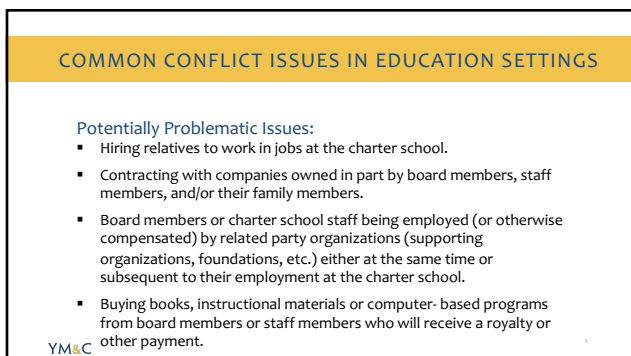 COMMON CONFLICT ISSUES IN EDUCATION SETTINGS
Potentially Problematic Issues:
▪ Hiring relatives to work in jobs at the charter school.
▪ Contracting with companies owned in part by board members, staff
members, and/or their family members.
▪ Board members or charter school staff being employed (or otherwise
compensated) by related party organizations (supporting
organizations, foundations, etc.) either at the same time or
subsequent to their employment at the charter school.
▪ Buying books, instructional materials or computer- based programs
from board members or staff members who will receive a royalty or
other payment.
YM&C